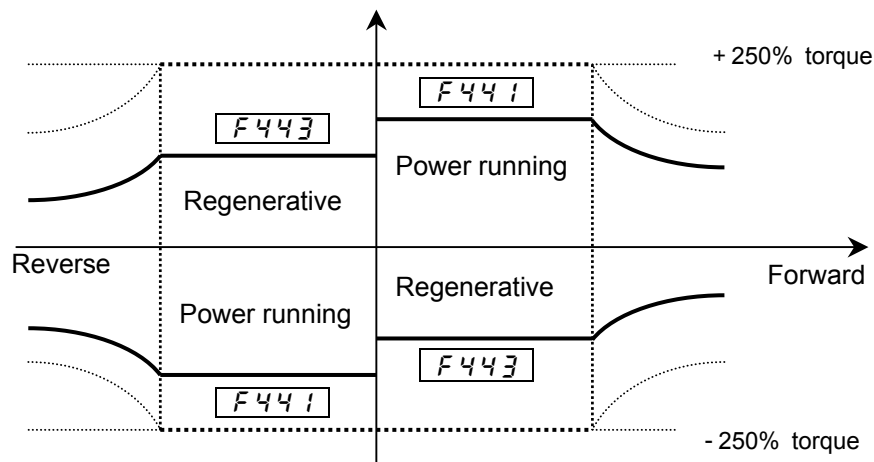 + 250% torque
F441
F443
Power running
Regenerative
Reverse
Forward
Regenerative
Power running
F443
F441
- 250% torque